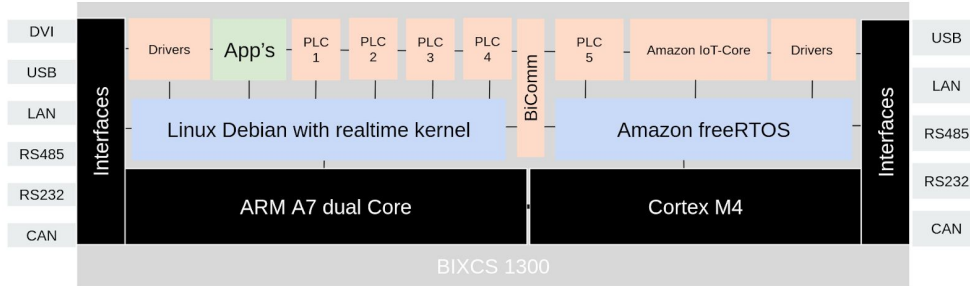 DVI
USB
LAN
RS485
RS232
CAN
Interfaces
Drivers
App's
PLC
1
PLC
2
PLC
3
PLC
4
BiComm
PLC
5
Amazon IoT-Core
Drivers
Linux Debian with realtime kernel
Amazon freeRTOS
ARM A7 dual Core
Cortex M4
Interfaces
USB
LAN
RS485
RS232
CAN
BIXCS 1300